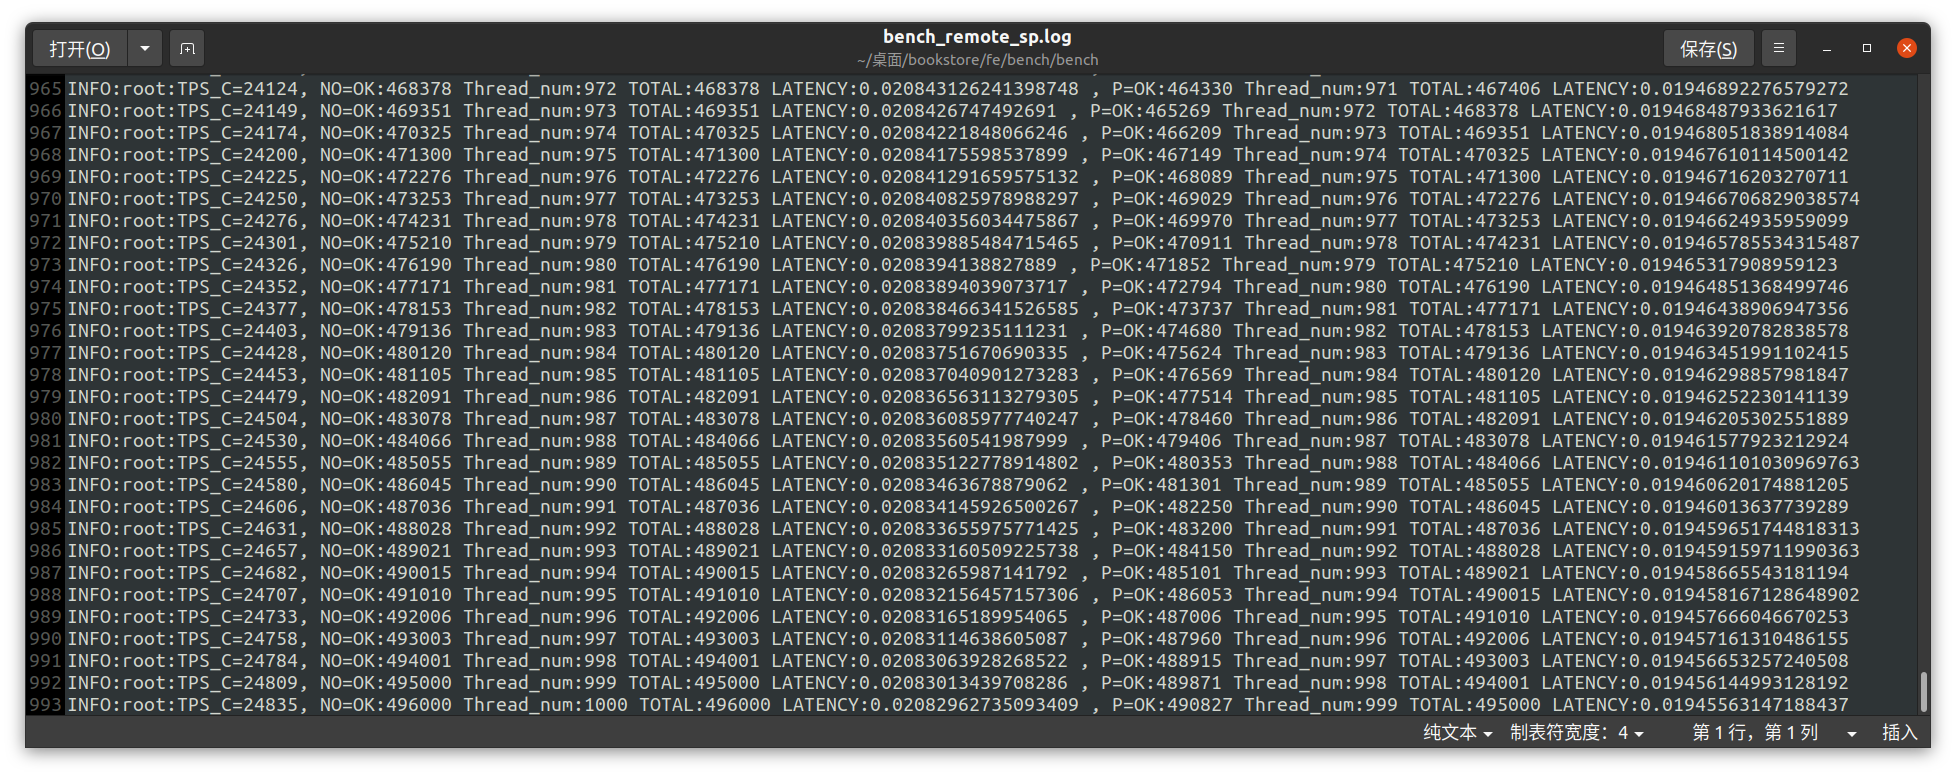 打开(O)
bench_remote_sp.log
~/桌面/bookstore/fe/bench/bench
保存(S)
965 INFO:root:TPS_C=24124, NO=OK:468378 Thread_num:972 TOTAL:468378 LATENCY:0.020843126241398748 , P=OK:464330 Thread_num:971 TOTAL:467406 LATENCY:0.01946892276579272
966 INFO:root:TPS_C=24149, NO=OK:469351 Thread_num:973 TOTAL:469351 LATENCY:0.0208426747492691 , P=OK:465269 Thread_num:972 TOTAL:468378 LATENCY:0.019468487933621617
967 INFO:root:TPS_C=24174, NO=OK:470325 Thread_num:974 TOTAL:470325 LATENCY:0.02084221848066246 , P=OK:466209 Thread_num:973 TOTAL:469351 LATENCY:0.019468051838914084
968 INFO:root:TPS_C=24200, NO=OK:471300 Thread_num:975 TOTAL:471300 LATENCY:0.02084175598537899 , P=OK:467149 Thread_num:974 TOTAL:470325 LATENCY:0.019467610114500142
969 INFO:root:TPS_C=24225, NO=OK:472276 Thread_num:976 TOTAL:472276 LATENCY:0.020841291659575132 , P=OK:468089 Thread_num:975 TOTAL:471300 LATENCY:0.01946716203270711
970 INFO:root:TPS_C=24250, NO=OK:473253 Thread_num:977 TOTAL:473253 LATENCY:0.020840825978988297 , P=OK:469029 Thread_num:976 TOTAL:472276 LATENCY:0.019466706829038574
971 INFO:root:TPS_C=24276, NO=OK:474231 Thread_num:978 TOTAL:474231 LATENCY:0.020840356034475867 , P=OK:469970 Thread_num:977 TOTAL:473253 LATENCY:0.01946624935959099
972 INFO:root:TPS_C=24301, NO=OK:475210 Thread_num:979 TOTAL:475210 LATENCY:0.020839885484715465 , P=OK:470911 Thread_num:978 TOTAL:474231 LATENCY:0.019465785534315487
973 INFO:root:TPS_C=24326, NO=OK:476190 Thread_num:980 TOTAL:476190 LATENCY:0.0208394138827889 , P=OK:471852 Thread_num:979 TOTAL:475210 LATENCY:0.019465317908959123
974 INFO:root:TPS_C=24352, NO=OK:477171 Thread_num:981 TOTAL:477171 LATENCY:0.02083894039073717 , P=OK:472794 Thread_num:980 TOTAL:476190 LATENCY:0.019464851368499746
975 INFO:root:TPS_C=24377, NO=OK:478153 Thread_num:982 TOTAL:478153 LATENCY:0.020838466341526585 , P=OK:473737 Thread_num:981 TOTAL:477171 LATENCY:0.01946438906947356
976 INFO:root:TPS_C=24403, NO=OK:479136 Thread_num:983 TOTAL:479136 LATENCY:0.02083799235111231 , P=OK:474680 Thread_num:982 TOTAL:478153 LATENCY:0.019463920782838578
977 INFO:root:TPS_C=24428, NO=OK:480120 Thread_num:984 TOTAL:480120 LATENCY:0.02083751670690335 , P=OK:475624 Thread_num:983 TOTAL:479136 LATENCY:0.019463451991102415
978 INFO:root:TPS_C=24453, NO=OK:481105 Thread_num:985 TOTAL:481105 LATENCY:0.020837040901273283 , P=OK:476569 Thread_num:984 TOTAL:480120 LATENCY:0.01946298857981847
979 INFO:root:TPS_C=24479, NO=OK:482091 Thread_num:986 TOTAL:482091 LATENCY:0.020836563113279305 , P=OK:477514 Thread_num:985 TOTAL:481105 LATENCY:0.01946252230141139
980 INFO:root:TPS_C=24504, NO=OK:483078 Thread_num:987 TOTAL:483078 LATENCY:0.020836085977740247 , P=OK:478460 Thread_num:986 TOTAL:482091 LATENCY:0.01946205302551889
981 INFO:root:TPS_C=24530, NO=OK:484066 Thread_num:988 TOTAL:484066 LATENCY:0.02083560541987999 , P=OK:479406 Thread_num:987 TOTAL:483078 LATENCY:0.019461577923212924
982 INFO:root:TPS_C=24555, NO=OK:485055 Thread_num:989 TOTAL:485055 LATENCY:0.020835122778914802 , P=OK:480353 Thread_num:988 TOTAL:484066 LATENCY:0.019461101030969763
983 INFO:root:TPS_C=24580, NO=OK:486045 Thread_num:990 TOTAL:486045 LATENCY:0.02083463678879062 , P=OK:481301 Thread_num:989 TOTAL:485055 LATENCY:0.019460620174881205
984 INFO:root:TPS_C=24606, NO=OK:487036 Thread_num:991 TOTAL:487036 LATENCY:0.020834145926500267 , P=OK:482250 Thread_num:990 TOTAL:486045 LATENCY:0.01946013637739289
985 INFO:root:TPS_C=24631, NO=OK:488028 Thread_num:992 TOTAL:488028 LATENCY:0.020833655975771425 , P=OK:483200 Thread_num:991 TOTAL:487036 LATENCY:0.019459651744818313
986 INFO:root:TPS_C=24657, NO=OK:489021 Thread_num:993 TOTAL:489021 LATENCY:0.020833160509225738 , P=OK:484150 Thread_num:992 TOTAL:488028 LATENCY:0.019459159711990363
987 INFO:root:TPS_C=24682, NO=OK:490015 Thread_num:994 TOTAL:490015 LATENCY:0.02083265987141792 , P=OK:485101 Thread_num:993 TOTAL:489021 LATENCY:0.019458665543181194
988 INFO:root:TPS_C=24707, NO=OK:491010 Thread_num:995 TOTAL:491010 LATENCY:0.020832156457157306 , P=OK:486053 Thread_num:994 TOTAL:490015 LATENCY:0.019458167128648902
989 INFO:root:TPS_C=24733, NO=OK:492006 Thread_num:996 TOTAL:492006 LATENCY:0.02083165189954065 , P=OK:487006 Thread_num:995 TOTAL:491010 LATENCY:0.019457666046670253
990 INFO:root:TPS_C=24758, NO=OK:493003 Thread_num:997 TOTAL:493003 LATENCY:0.02083114638605087 , P=OK:487960 Thread_num:996 TOTAL:492006 LATENCY:0.019457161310486155
991 INFO:root:TPS_C=24784, NO=OK:494001 Thread_num:998 TOTAL:494001 LATENCY:0.02083063928268522 , P=OK:488915 Thread_num:997 TOTAL:493003 LATENCY:0.019456653257240508
992 INFO:root:TPS_C=24809, NO=OK:495000 Thread_num:999 TOTAL:495000 LATENCY:0.02083013439708286 , P=OK:489871 Thread_num:998 TOTAL:494001 LATENCY:0.019456144993128192
993 INFO:root:TPS_C=24835, NO=OK:496000 Thread_num:1000 TOTAL:496000 LATENCY:0.02082962735093409 , P=OK:490827 Thread_num:999 TOTAL:495000 LATENCY:0.01945563147188437
纯文本 制表符宽度：4 第 1 行，第 1 列 插入